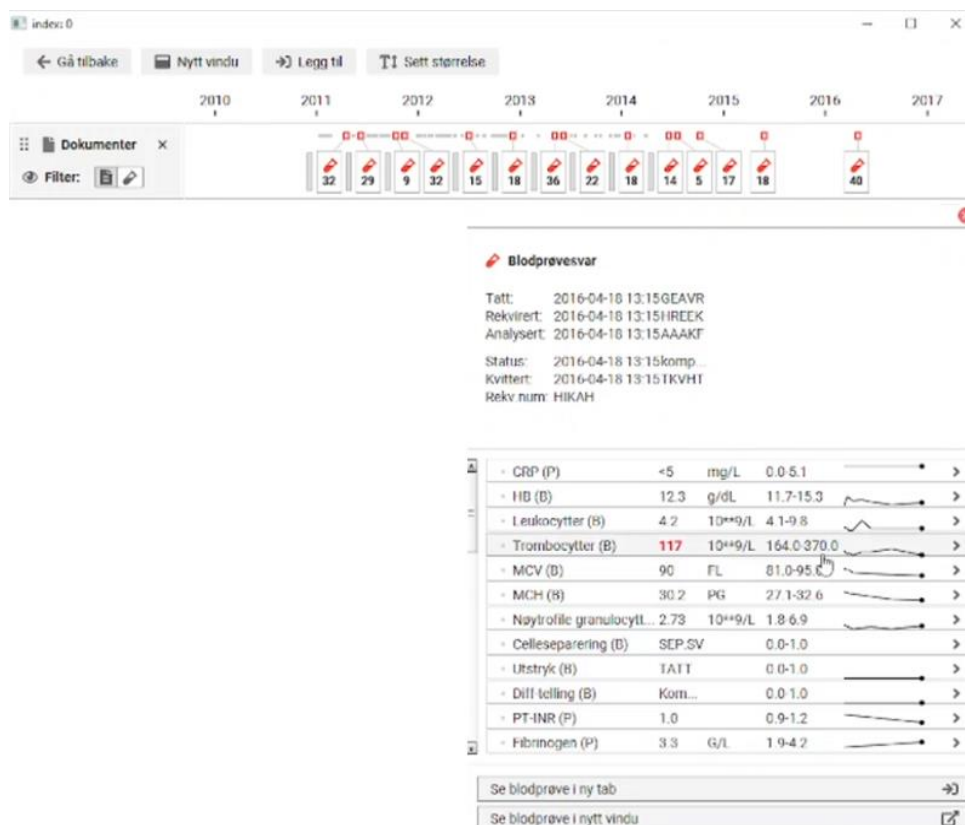 index: 0
Gå tilbake Nytt vindu Legg til Sett størrelse
2010 2011 2012 2013 2014 2015 2016 2017
Dokumenter
Filter:
32 29 9 32 15 18 36 22 18 14 5 17 18 40
Blodprøvesvar
Tatt: 2016-04-18 13:15GEAVR
Rekvirert: 2016-04-18 13:15HREEK
Analysert: 2016-04-18 13:15AAAKF
Status: 2016-04-18 13:15komp...
Kvittert: 2016-04-18 13:15TKVHT
Rekv.num: HIKAH
CRP (P) <5 mg/L 0.0-5.1
HB (B) 12.3 g/dL 11.7-15.3
Leukocytter (B) 4.2 10**9/L 4.1-9.8
Trombocytter (B) 117 10**9/L 164.0-370.0
MCV (B) 90 FL 81.0-95.0
MCH (B) 30.2 PG 27.1-32.6
Nøytrofile granulocytt... 2.73 10**9/L 1.8-6.9
Celleseparering (B) SEP.SV 0.0-1.0
Utstryk (B) TATT 0.0-1.0
Diff-telling (B) Kom... 0.0-1.0
PT-INR (P) 1.0 0.9-1.2
Fibrinogen (P) 3.3 G/L 1.9-4.2
Se blodprøve i ny tab
Se blodprøve i nytt vindu